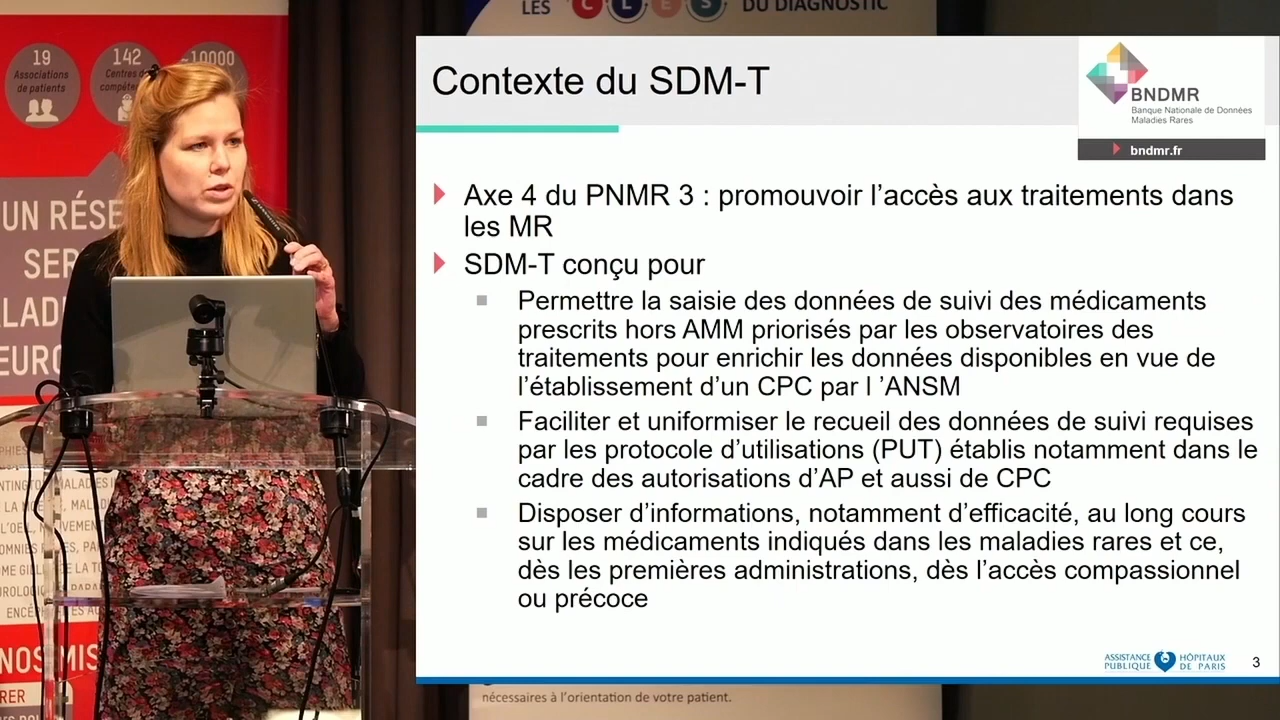 LES CLES DU DIAGNOSTIC
19
Associations
de patients
142
Centres de
~10000
UN RÉSE
SER
EURO
NOS MIS
Contexte du SDM-T
BNDMR
Banque Nationale de Données
Maladies Rares
bndmr.fr
Axe 4 du PNMR 3 : promouvoir l’accès aux traitements dans
les MR
SDM-T conçu pour
Permettre la saisie des données de suivi des médicaments
prescrits hors AMM priorisés par les observatoires des
traitements pour enrichir les données disponibles en vue de
l’établissement d’un CPC par l ’ANSM
Faciliter et uniformiser le recueil des données de suivi requises
par les protocole d’utilisations (PUT) établis notamment dans le
cadre des autorisations d’AP et aussi de CPC
Disposer d’informations, notamment d’efficacité, au long cours
sur les médicaments indiqués dans les maladies rares et ce,
dès les premières administrations, dès l’accès compassionnel
ou précoce
ASSISTANCE HÔPITAUX
PUBLIQUE DE PARIS
3
nécessaires à l'orientation de votre patient.